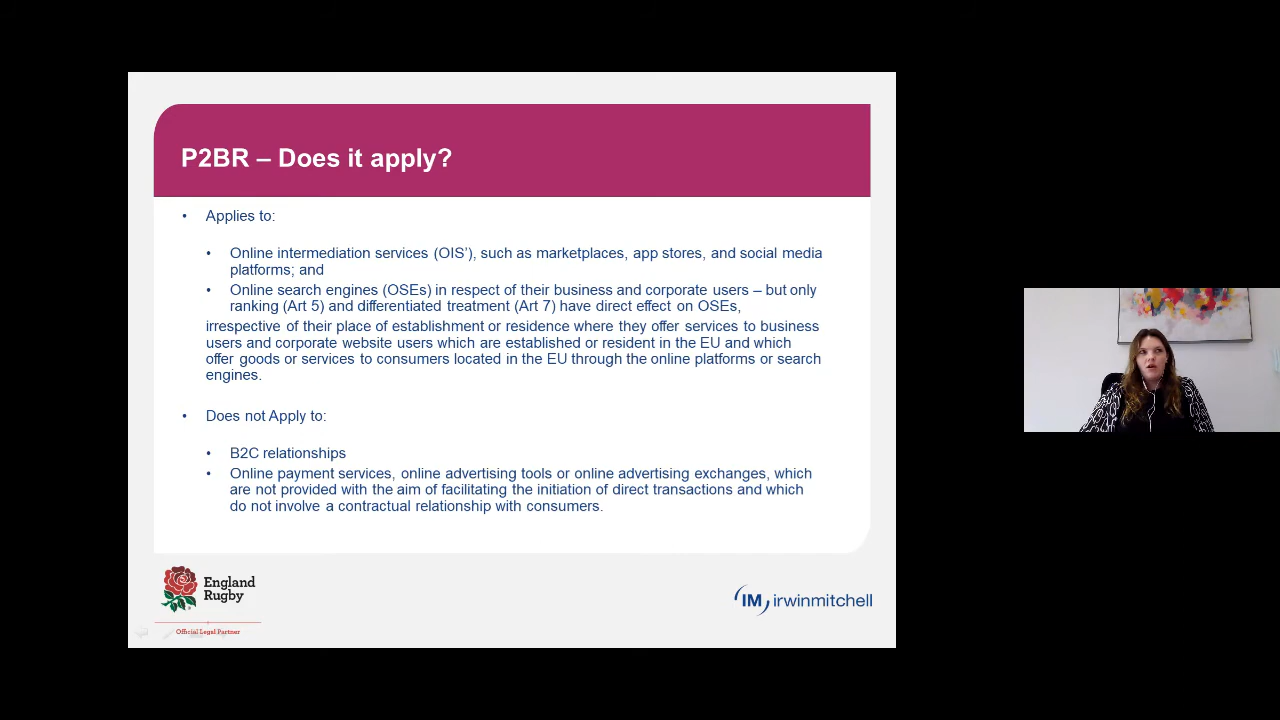 P2BR – Does it apply?
• Applies to:
• Online intermediation services (OIS’), such as marketplaces, app stores, and social media
platforms; and
• Online search engines (OSEs) in respect of their business and corporate users – but only
ranking (Art 5) and differentiated treatment (Art 7) have direct effect on OSEs,
irrespective of their place of establishment or residence where they offer services to business
users and corporate website users which are established or resident in the EU and which
offer goods or services to consumers located in the EU through the online platforms or search
engines.
• Does not Apply to:
• B2C relationships
• Online payment services, online advertising tools or online advertising exchanges, which
are not provided with the aim of facilitating the initiation of direct transactions and which
do not involve a contractual relationship with consumers.
England
Rugby
Official Legal Partner
IM irwinmitchell